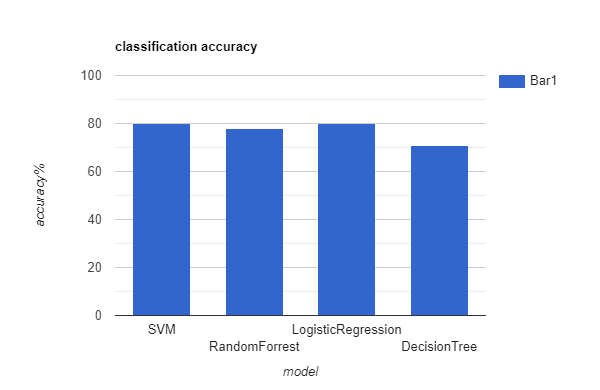 classification accuracy
100
80
60
40
20
0
accuracy%
Bar1
SVM
RandomForrest
LogisticRegression
DecisionTree
model